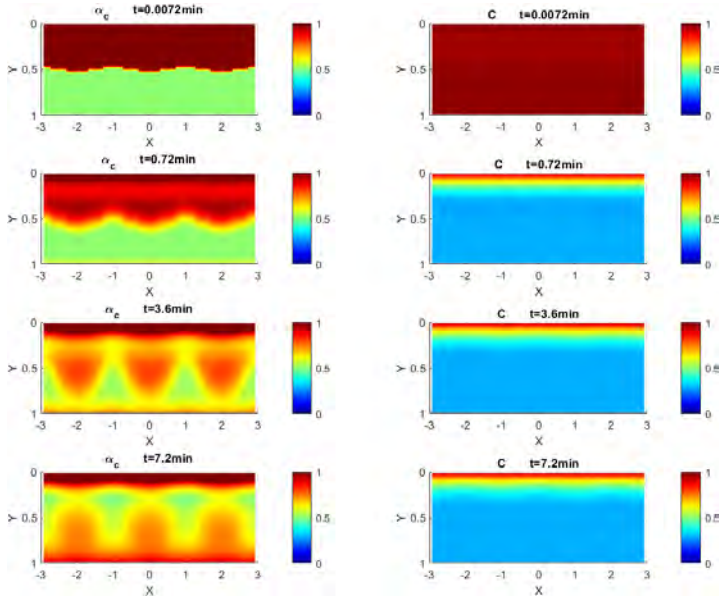 α_c t=0.0072min
C t=0.0072min
0
0.5
1
Y
-3 -2 -1 0 1 2 3
X
1
0.5
0
0
0.5
1
Y
-3 -2 -1 0 1 2 3
X
1
0.5
0
α_c t=0.72min
C t=0.72min
0
0.5
1
Y
-3 -2 -1 0 1 2 3
X
1
0.5
0
0
0.5
1
Y
-3 -2 -1 0 1 2 3
X
1
0.5
0
α_c t=3.6min
C t=3.6min
0
0.5
1
Y
-3 -2 -1 0 1 2 3
X
1
0.5
0
0
0.5
1
Y
-3 -2 -1 0 1 2 3
X
1
0.5
0
α_c t=7.2min
C t=7.2min
0
0.5
1
Y
-3 -2 -1 0 1 2 3
X
1
0.5
0
0
0.5
1
Y
-3 -2 -1 0 1 2 3
X
1
0.5
0